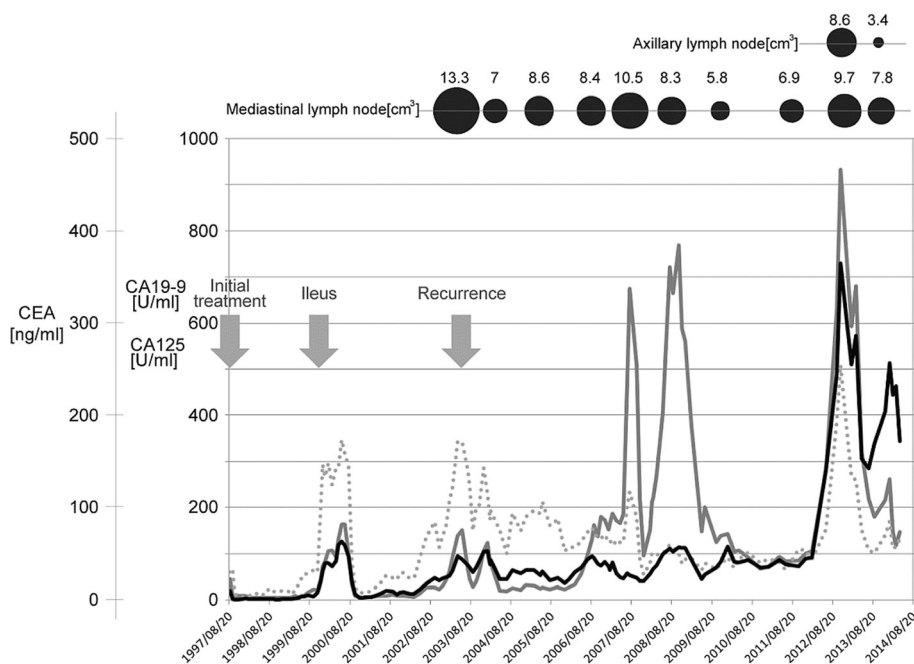 8.6 3.4
Axillary lymph node[cm³]
13.3 7 8.6 8.4 10.5 8.3 5.8 6.9 9.7 7.8
Mediastinal lymph node[cm³]
500 1000
800
400
CA19-9 [U/ml]
Initial treatment
Ileus
Recurrence
CEA [ng/ml]
300 600
CA125 [U/ml]
200 400
100 200
0 0
1997/08/20 1998/08/20 1999/08/20 2000/08/20 2001/08/20 2002/08/20 2003/08/20 2004/08/20 2005/08/20 2006/08/20 2007/08/20 2008/08/20 2009/08/20 2010/08/20 2011/08/20 2012/08/20 2013/08/20 2014/08/20